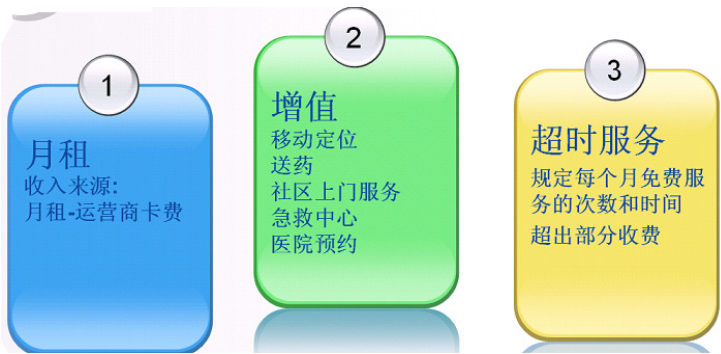 1
月租
收入来源:
月租-运营商卡费
2
增值
移动定位
送药
社区上门服务
急救中心
医院预约
3
超时服务
规定每个月免费服
务的次数和时间
超出部分收费